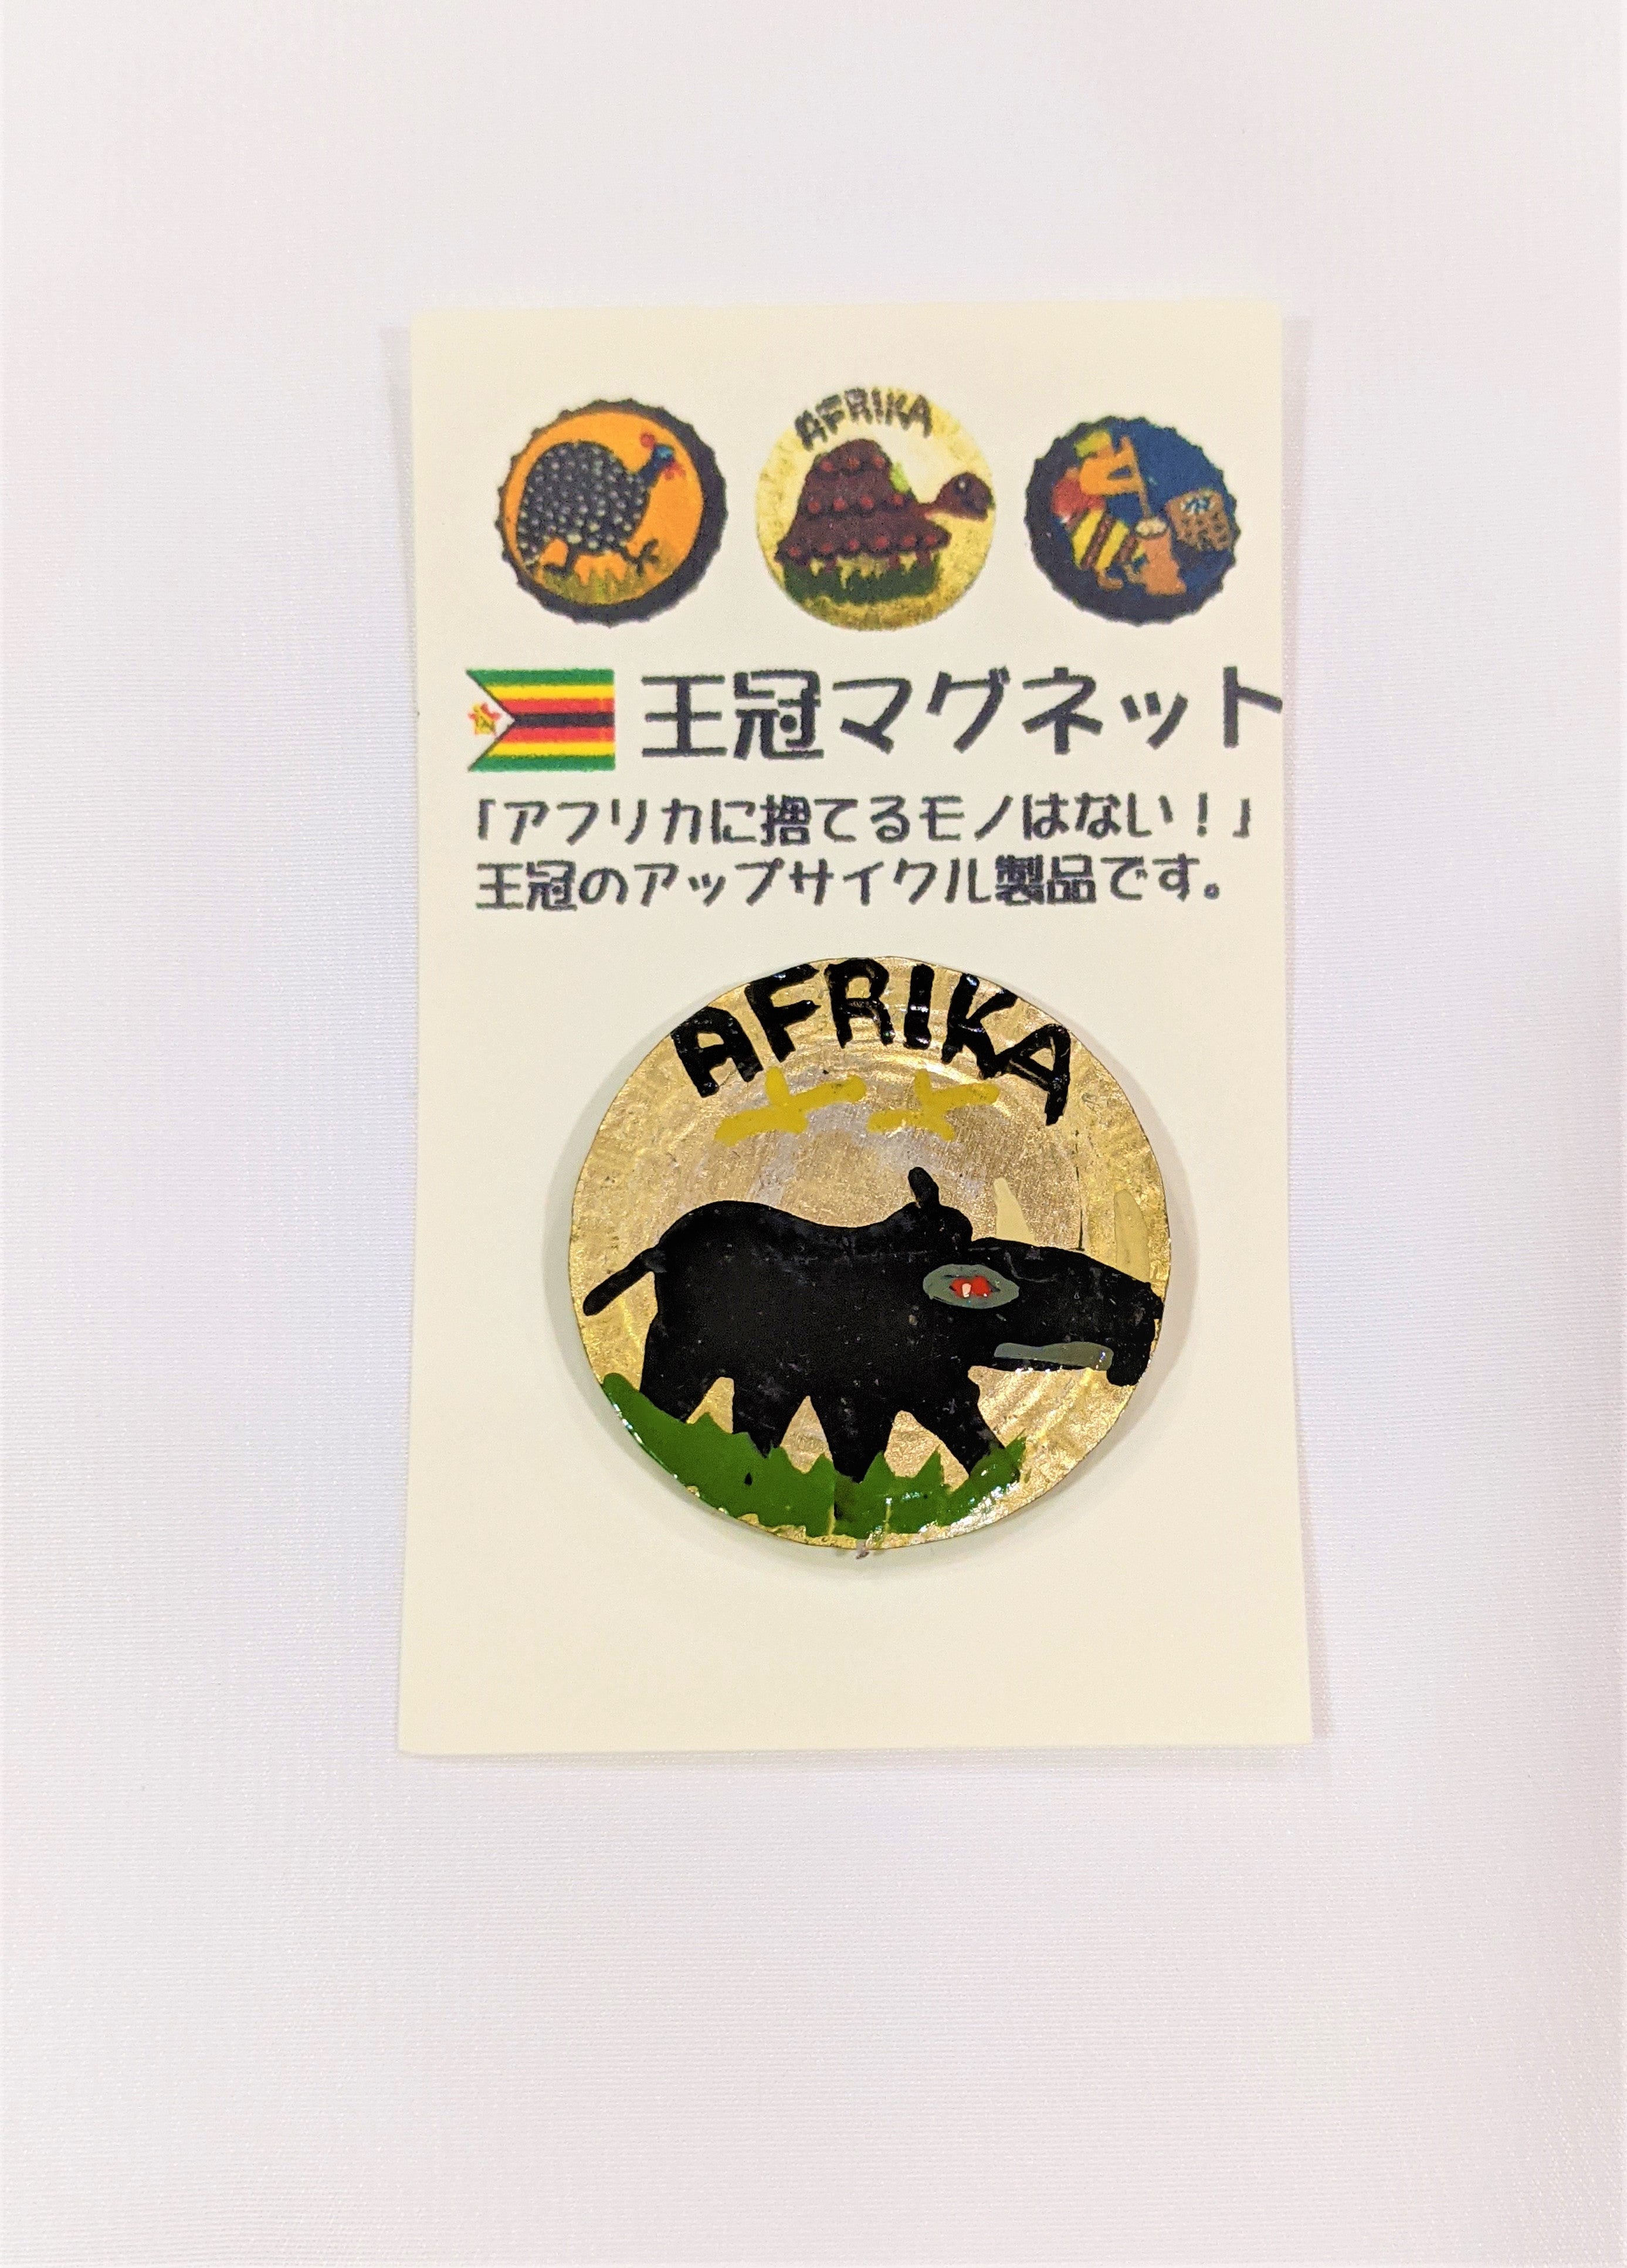 AFRIKA
王冠マグネット
「アフリカに捨てるモノはない！」
王冠のアップサイクル製品です。
AFRIKA